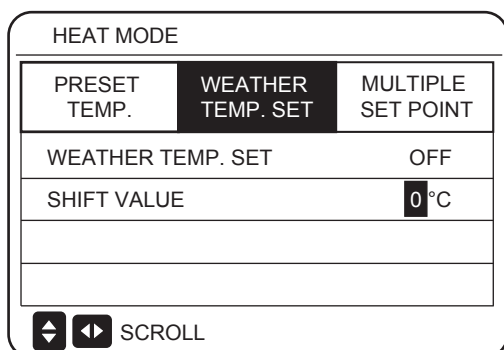 HEAT MODE
PRESET TEMP.
WEATHER TEMP. SET
MULTIPLE SET POINT
WEATHER TEMP. SET OFF
SHIFT VALUE 0 °C
SCROLL